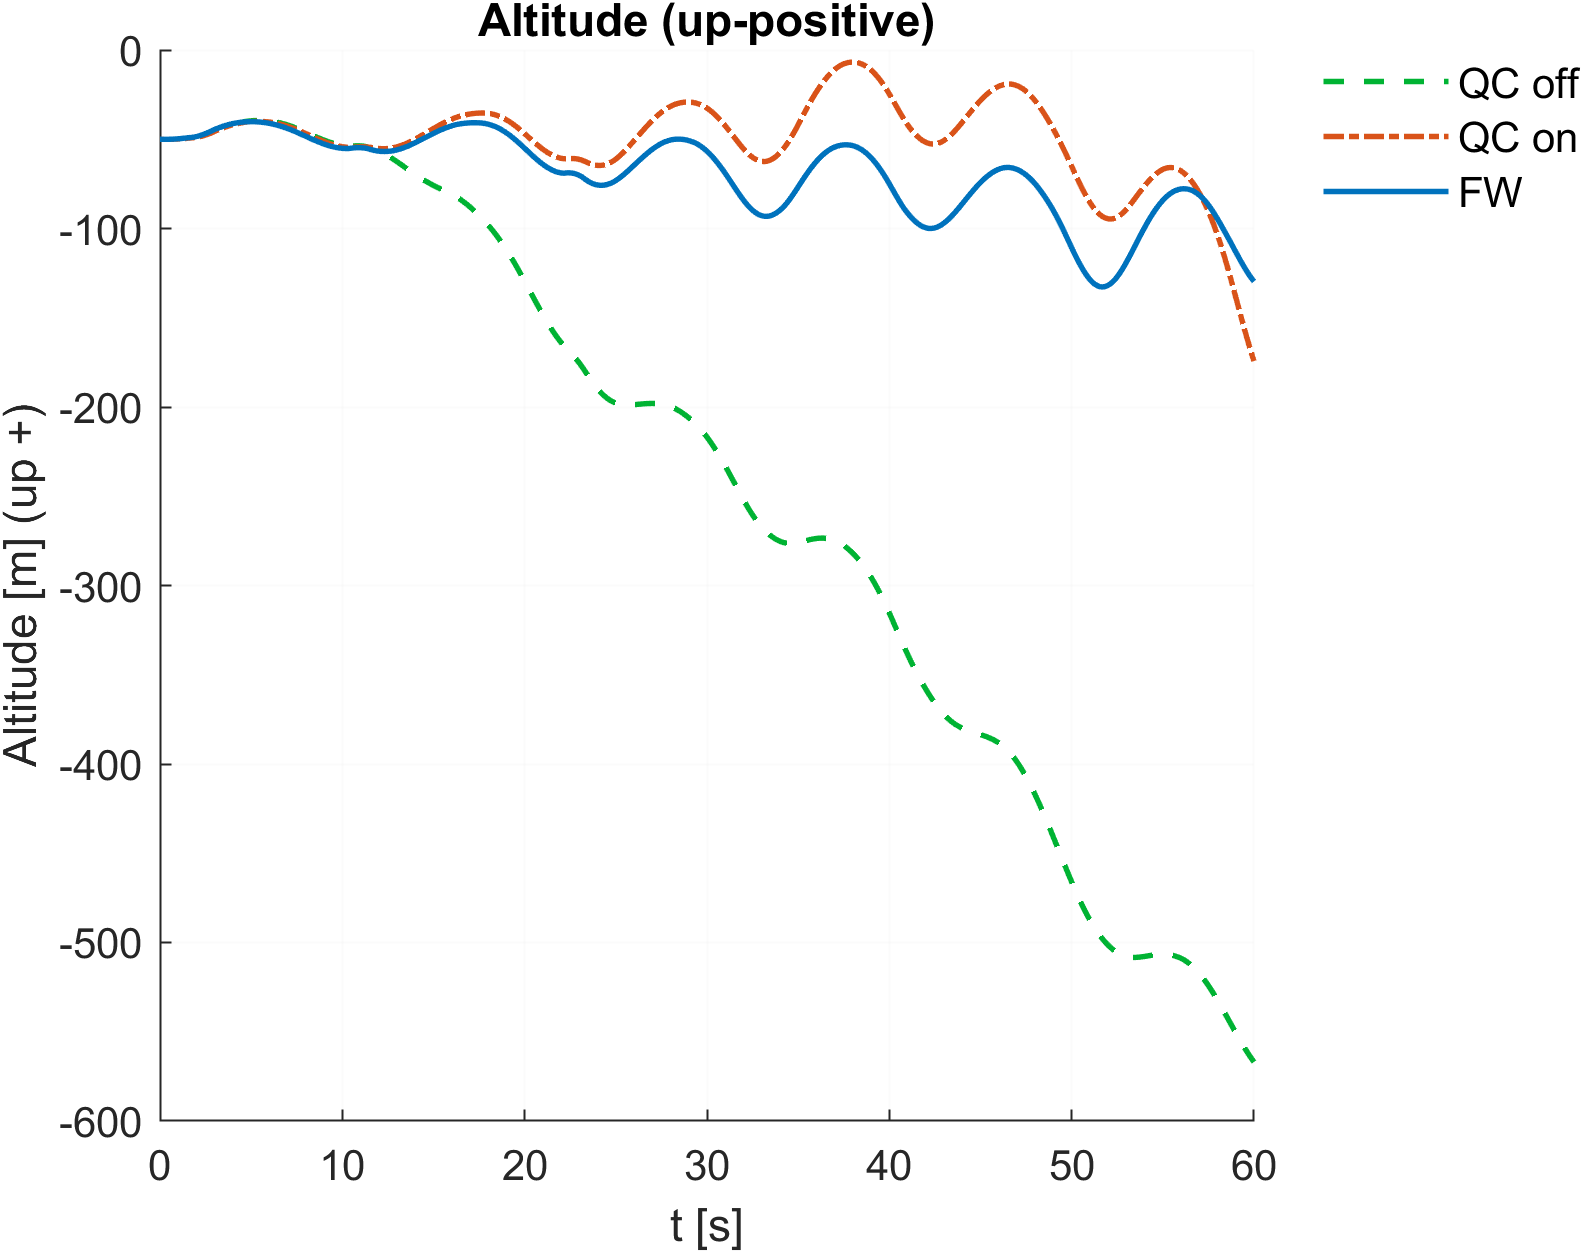 Altitude (up-positive)
QC off
QC on
FW
Altitude [m] (up +)
0
-100
-200
-300
-400
-500
-600
0 10 20 30 40 50 60
t [s]